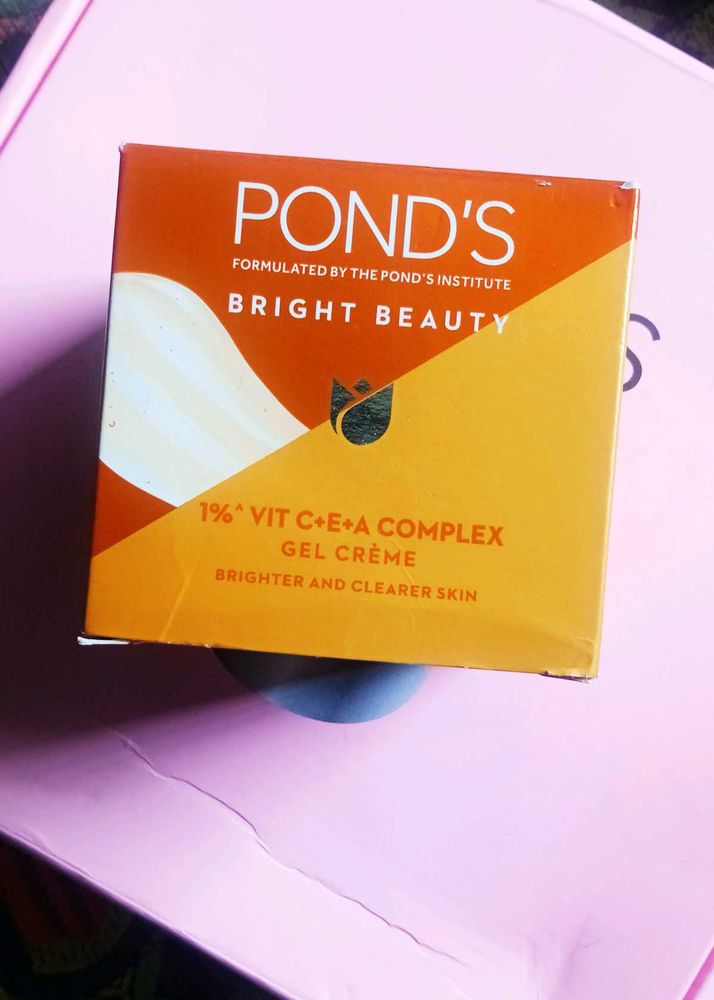 POND'S
FORMULATED BY THE POND'S INSTITUTE
BRIGHT BEAUTY
1%^ VIT C+E+A COMPLEX
GEL CRÈME
BRIGHTER AND CLEARER SKIN
S